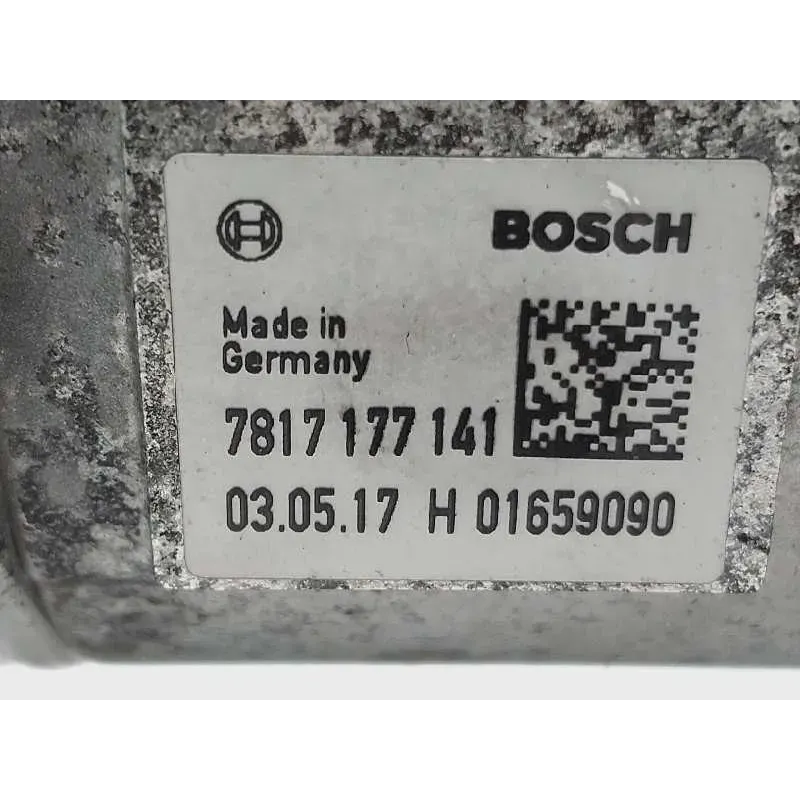 BOSCH
Made in
Germany
7817 177 141
03.05.17 H 01659090